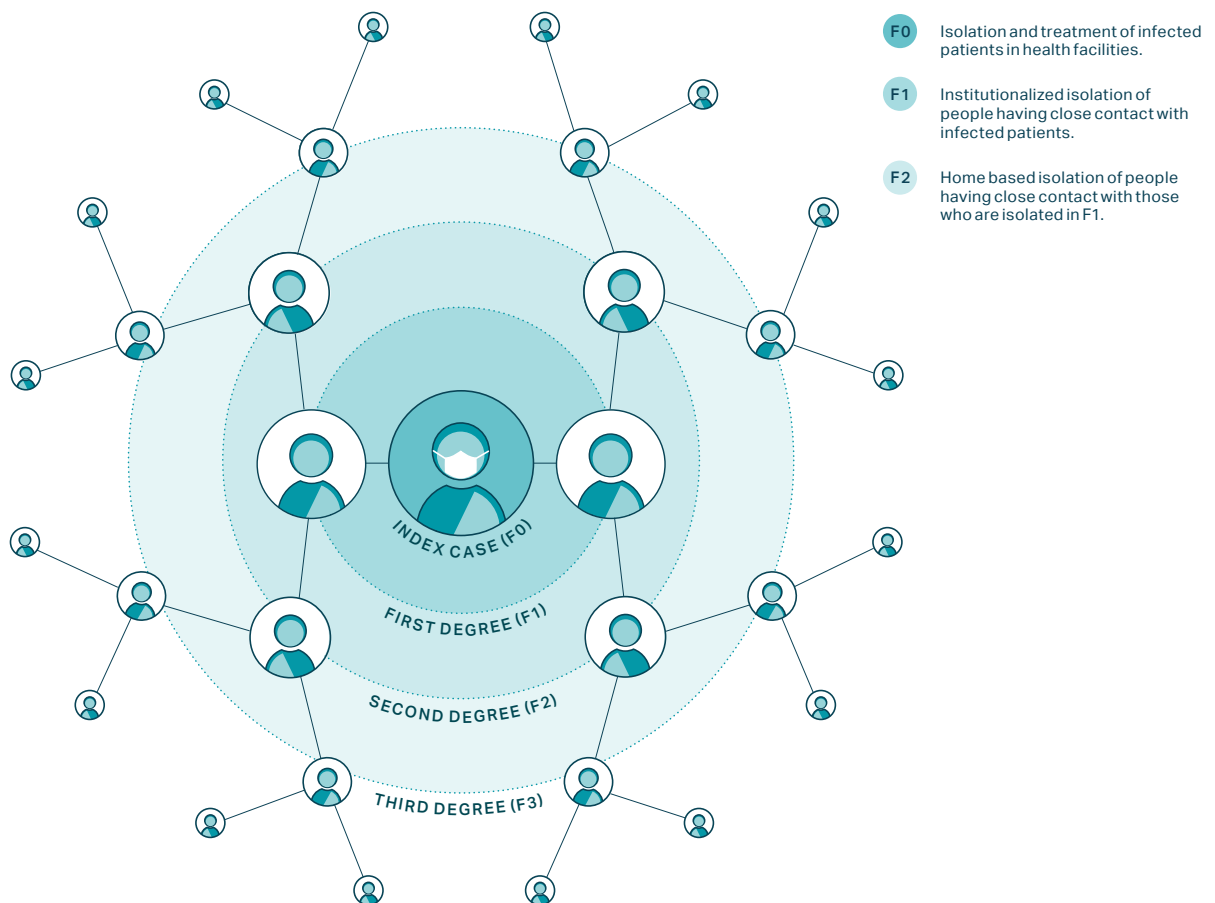 F0
Isolation and treatment of infected
patients in health facilities.
F1
Institutionalized isolation of
people having close contact with
infected patients.
F2
Home based isolation of people
having close contact with those
who are isolated in F1.
INDEX CASE (F0)
FIRST DEGREE (F1)
SECOND DEGREE (F2)
THIRD DEGREE (F3)